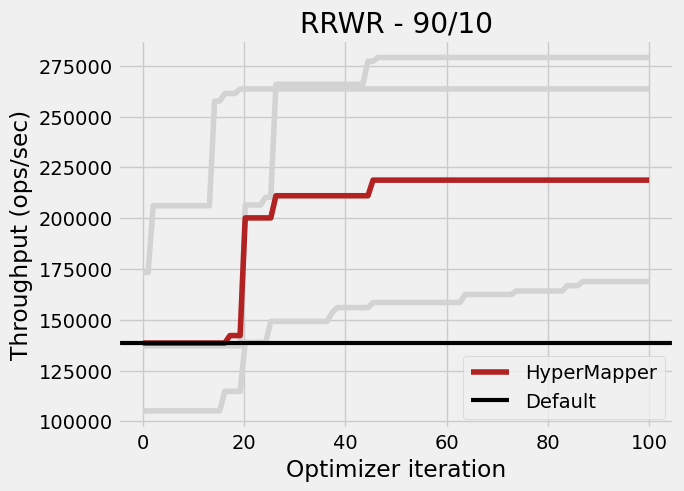 RRWR - 90/10
Throughput (ops/sec)
275000
250000
225000
200000
175000
150000
125000
100000
HyperMapper
Default
0 20 40 60 80 100
Optimizer iteration